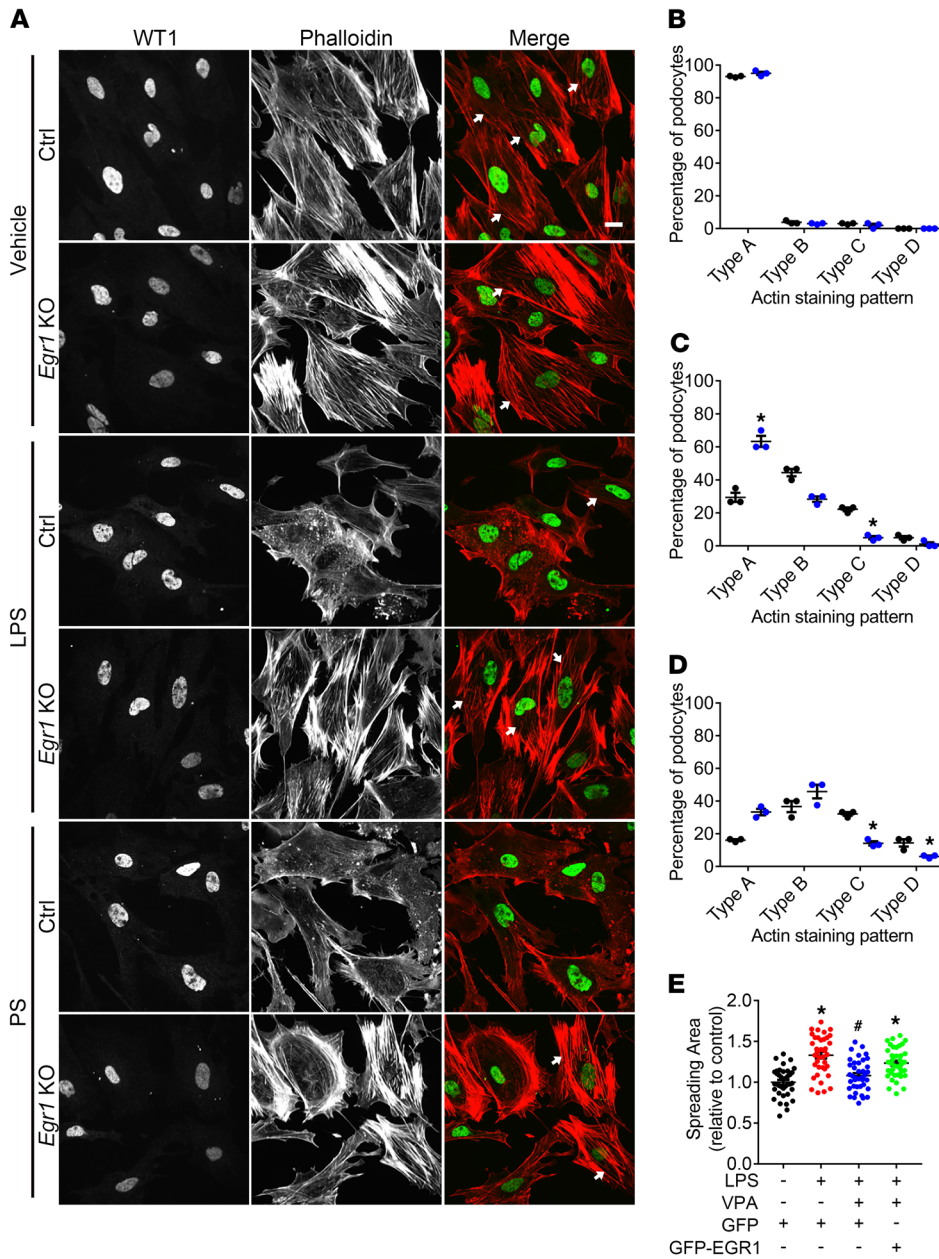 A
WT1 Phalloidin Merge
Vehicle
Ctrl
Egr1 KO
LPS
Ctrl
Egr1 KO
PS
Ctrl
Egr1 KO
B
Percentage of podocytes
100
80
60
40
20
0
Type A Type B Type C Type D
Actin staining pattern
C
Percentage of podocytes
100
80
60
40
20
0
*
*
Type A Type B Type C Type D
Actin staining pattern
D
Percentage of podocytes
100
80
60
40
20
0
*
*
Type A Type B Type C Type D
Actin staining pattern
E
Spreading Area
(relative to control)
2.0
1.5
1.0
0.5
0.0
* # *
LPS - + + +
VPA - - + +
GFP + + + -
GFP-EGR1 - - - +